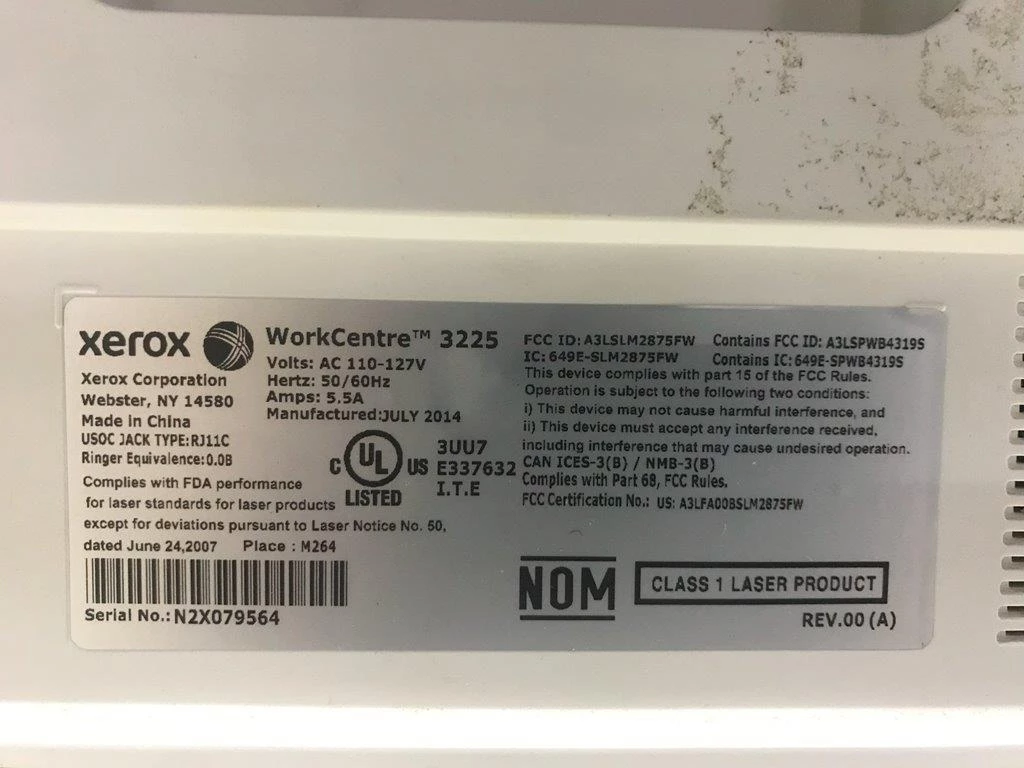 xerox
Xerox Corporation
Webster, NY 14580
Made in China
USOC JACK TYPE:RJ11C
Ringer Equivalence:0.0B
WorkCentre™ 3225
Volts: AC 110-127V
Hertz: 50/60Hz
Amps: 5.5A
Manufactured:JULY 2014
C UL US
LISTED
3UU7
E337632
I.T.E
Complies with FDA performance
for laser standards for laser products
except for deviations pursuant to Laser Notice No. 50,
dated June 24,2007 Place : M264
Serial No.: N2X079564
FCC ID: A3LSLM2875FW Contains FCC ID: A3LSPWB4319S
IC: 649E-SLM2875FW Contains IC: 649E-SPWB4319S
This device complies with part 15 of the FCC Rules.
Operation is subject to the following two conditions:
i) This device may not cause harmful interference, and
ii) This device must accept any interference received,
including interference that may cause undesired operation.
CAN ICES-3(B) / NMB-3(B)
Complies with Part 68, FCC Rules.
FCC Certification No.: US: A3LFA00BSLM2875FW
NOM
CLASS 1 LASER PRODUCT
REV.00 (A)